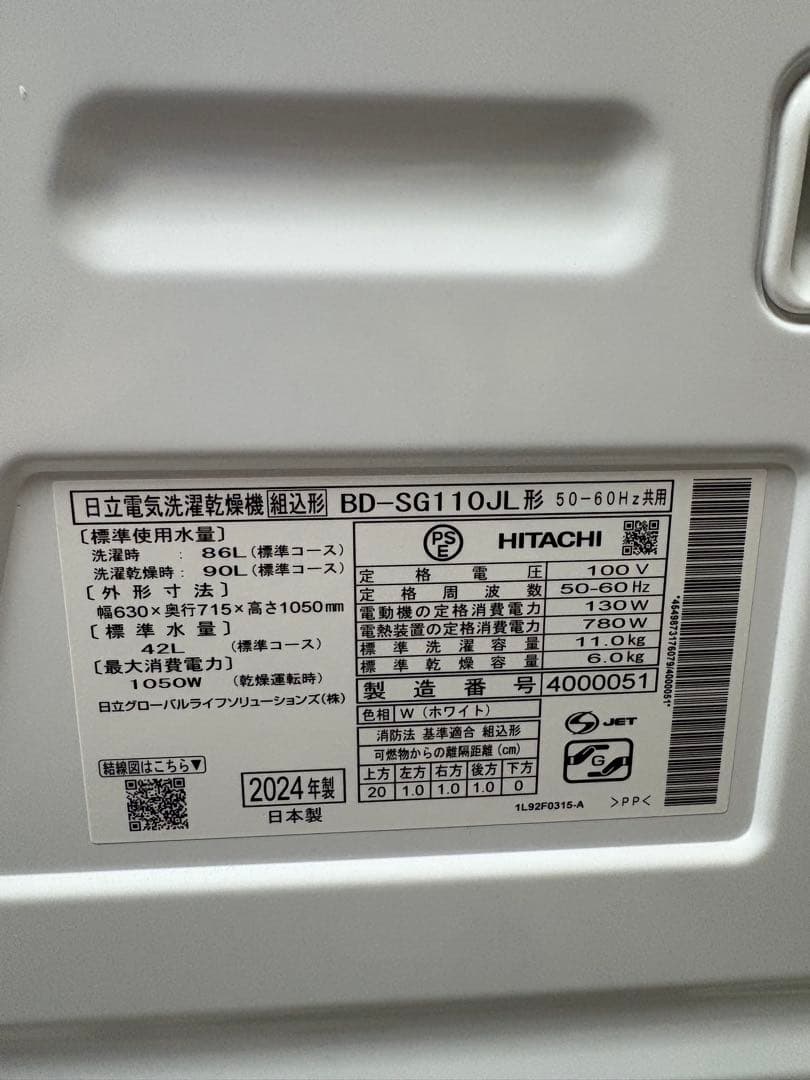 日立電気洗濯乾燥機 組込形 BD-SG110JL形 50-60Hz共用
〔標準使用水量〕
洗濯時 : 86L(標準コース)
洗濯乾燥時: 90L(標準コース)
〔外形寸法〕
幅630×奥行715×高さ1050mm
〔標準水量〕
42L (標準コース)
〔最大消費電力〕
1050W (乾燥運転時)
日立グローバルライフソリューションズ(株)
結線図はこちら▼
2024年製
日本製
PS
E
HITACHI
定格電圧 100V
定格周波数 50-60Hz
電動機の定格消費電力 130W
電熱装置の定格消費電力 780W
標準洗濯容量 11.0kg
標準乾燥容量 6.0kg
製造番号 4000051
色相 W(ホワイト)
消防法 基準適合 組込形
可燃物からの離隔距離(cm)
上方 左方 右方 後方 下方
20 1.0 1.0 1.0 0
S JET
G
1L92F0315-A >PP<
*4549873176079/4000051*